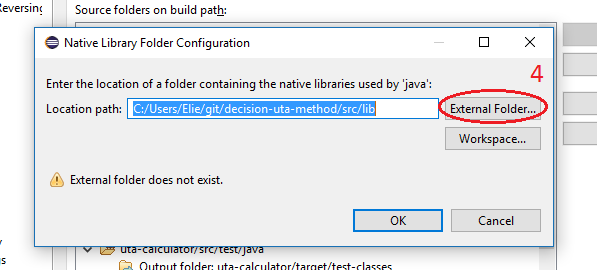 Reversing
Source folders on build path:
Native Library Folder Configuration
4
Enter the location of a folder containing the native libraries used by 'java':
Location path: C:/Users/Elie/git/decision-uta-method/src/lib External Folder...
Workspace...
External folder does not exist.
OK Cancel
uta-calculator/src/test/java
Output folder: uta-calculator/target/test-classes